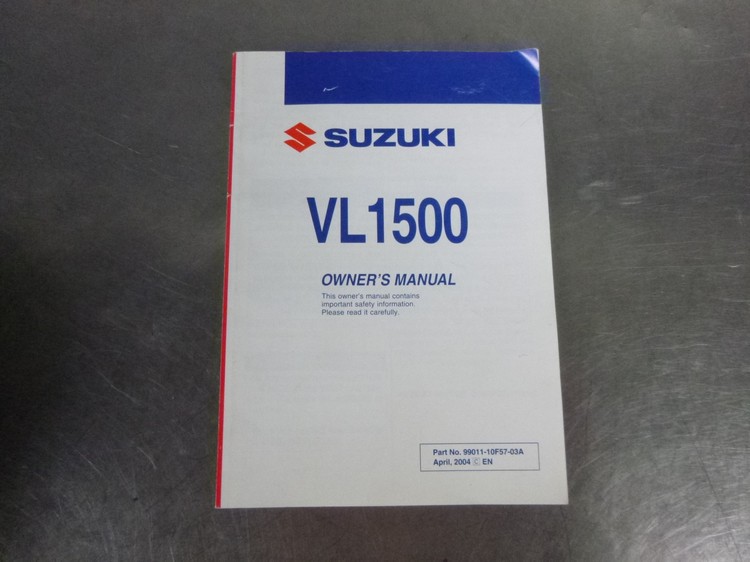 SUZUKI
VL1500
OWNER'S MANUAL
This owner's manual contains
important safety information.
Please read it carefully.
Part No. 99011-10F57-03A
April, 2004 EN